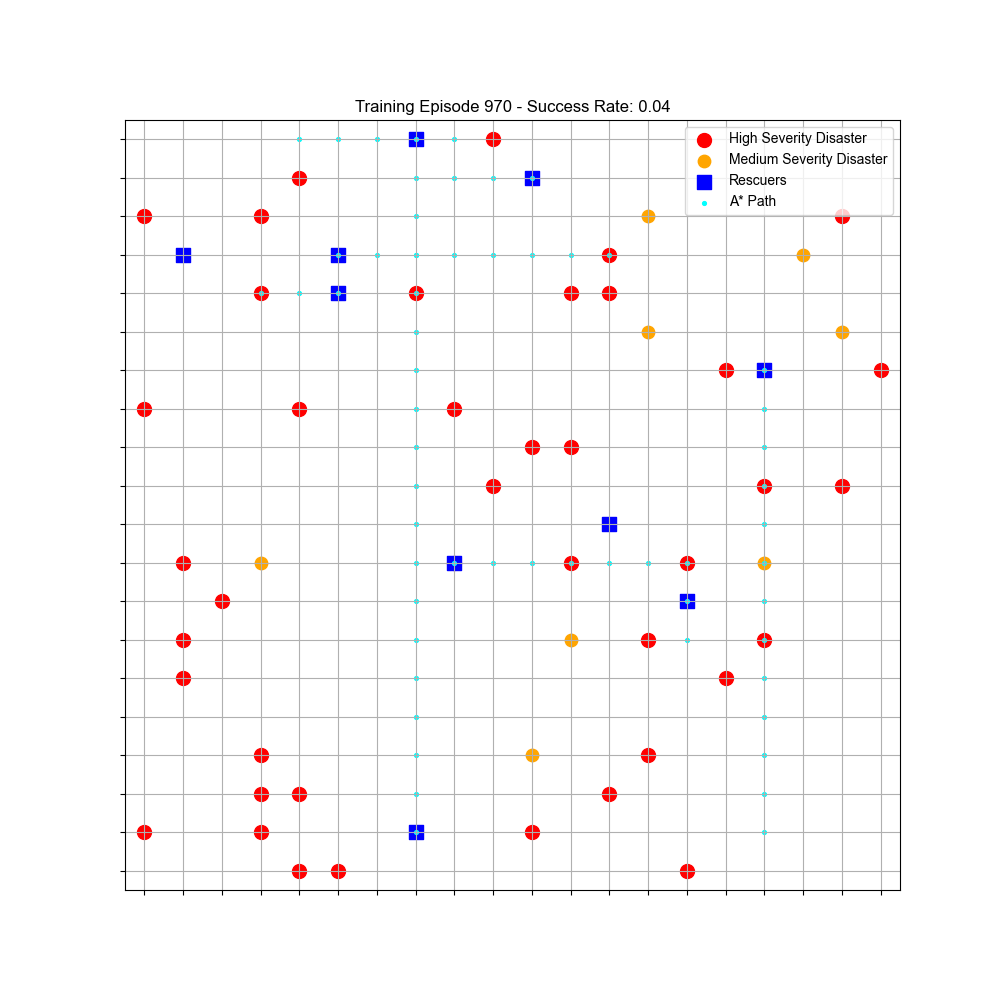 Training Episode 970 - Success Rate: 0.04
High Severity Disaster
Medium Severity Disaster
Rescuers
A* Path